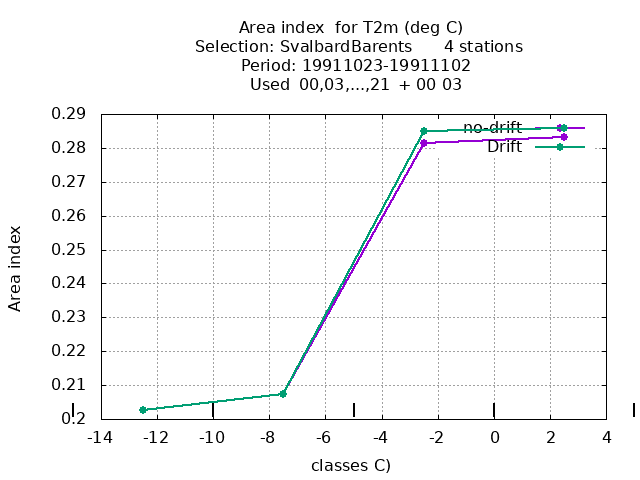 Area index  for T2m (deg C)
Selection: SvalbardBarents      4 stations
Period: 19911023-19911102
Used  00,03,...,21  + 00 03
0.29
0.28
0.27
0.26
0.25
0.24
0.23
0.22
0.21
0.2
-14 -12 -10 -8 -6 -4 -2 0 2 4
Area index
classes C)
no-drift
Drift